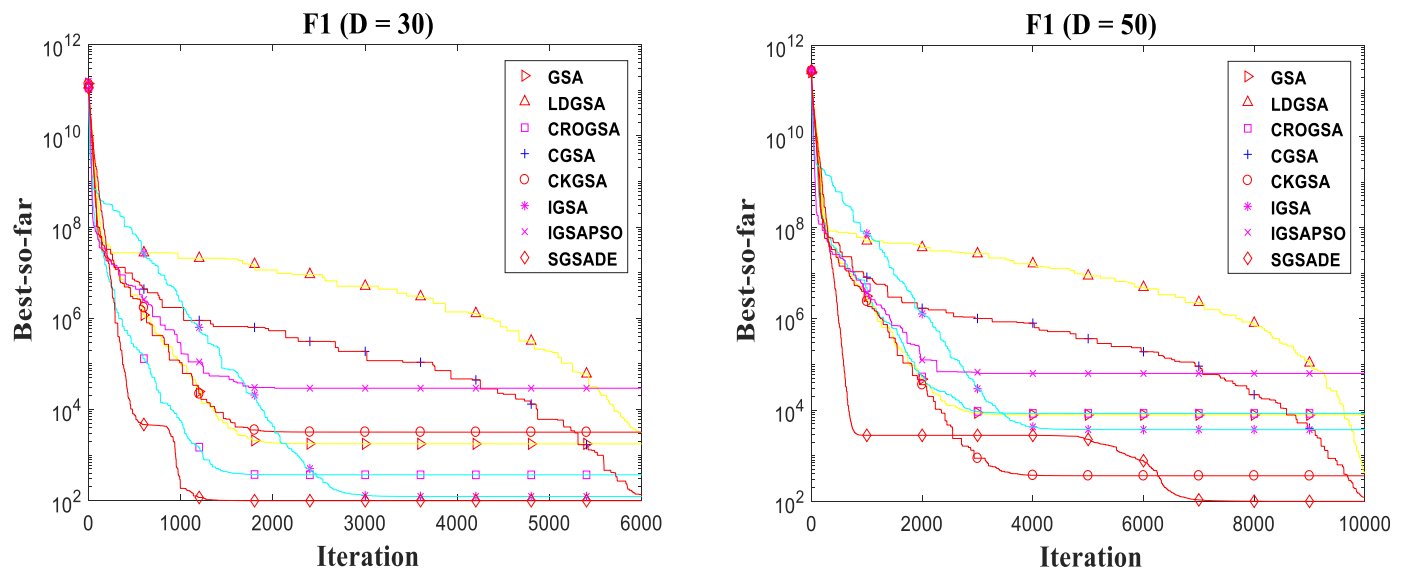 F1 (D = 30)
Best-so-far
10^12
10^10
10^8
10^6
10^4
10^2
0
1000
2000
3000
4000
5000
6000
Iteration
GSA
LDGSA
CROGSA
CGSA
CKGSA
IGSA
IGSAPSO
SGSADE
F1 (D = 50)
Best-so-far
10^12
10^10
10^8
10^6
10^4
10^2
0
2000
4000
6000
8000
10000
Iteration
GSA
LDGSA
CROGSA
CGSA
CKGSA
IGSA
IGSAPSO
SGSADE